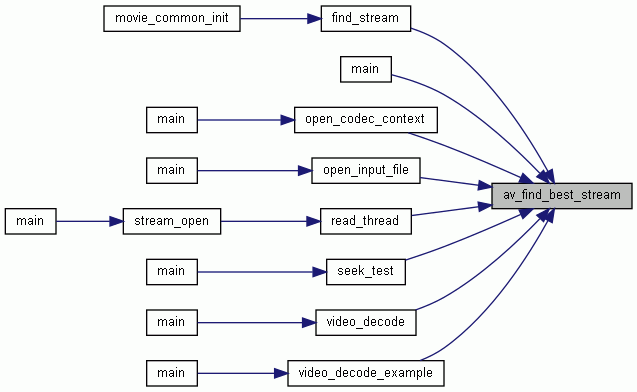 movie_common_init
find_stream
main
main
open_codec_context
main
open_input_file
av_find_best_stream
main
stream_open
read_thread
main
seek_test
main
video_decode
main
video_decode_example